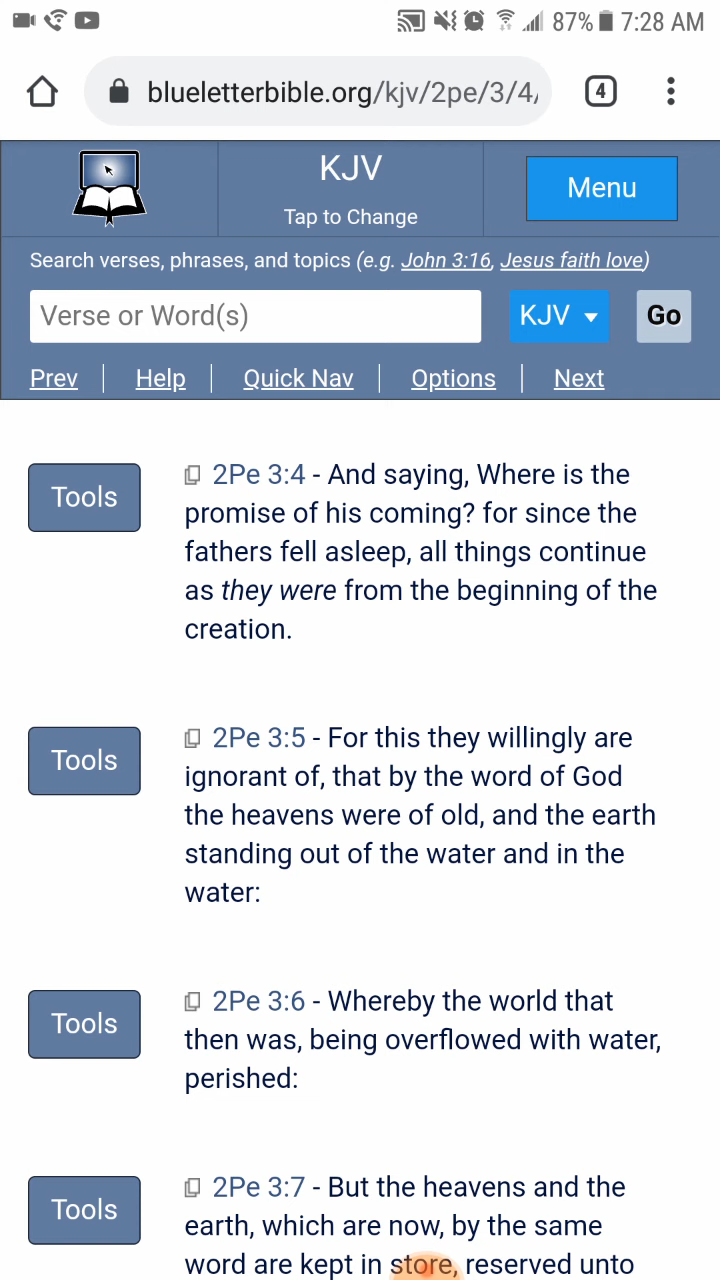 87% 7:28 AM
blueletterbible.org/kjv/2pe/3/4/
4
KJV
Tap to Change
Menu
Search verses, phrases, and topics (e.g. John 3:16, Jesus faith love)
Verse or Word(s)
KJV
Go
Prev
Help
Quick Nav
Options
Next
Tools
2Pe 3:4 - And saying, Where is the
promise of his coming? for since the
fathers fell asleep, all things continue
as they were from the beginning of the
creation.
Tools
2Pe 3:5 - For this they willingly are
ignorant of, that by the word of God
the heavens were of old, and the earth
standing out of the water and in the
water:
Tools
2Pe 3:6 - Whereby the world that
then was, being overflowed with water,
perished:
Tools
2Pe 3:7 - But the heavens and the
earth, which are now, by the same
word are kept in store, reserved unto